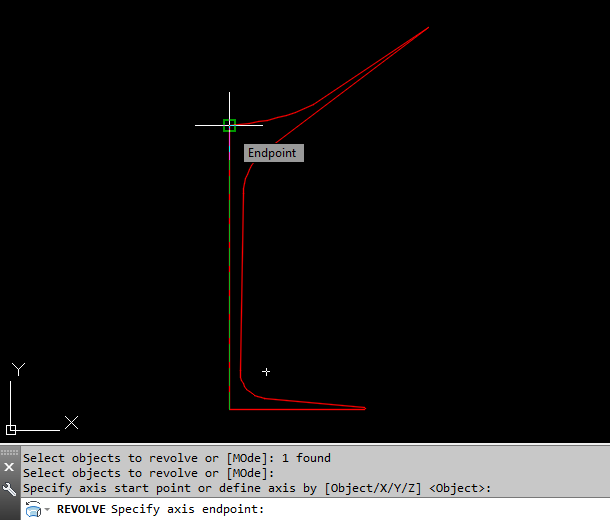 Endpoint
Y
X
Select objects to revolve or [MOde]: 1 found
Select objects to revolve or [MOde]:
Specify axis start point or define axis by [Object/X/Y/Z] <Object>:
REVOLVE Specify axis endpoint: